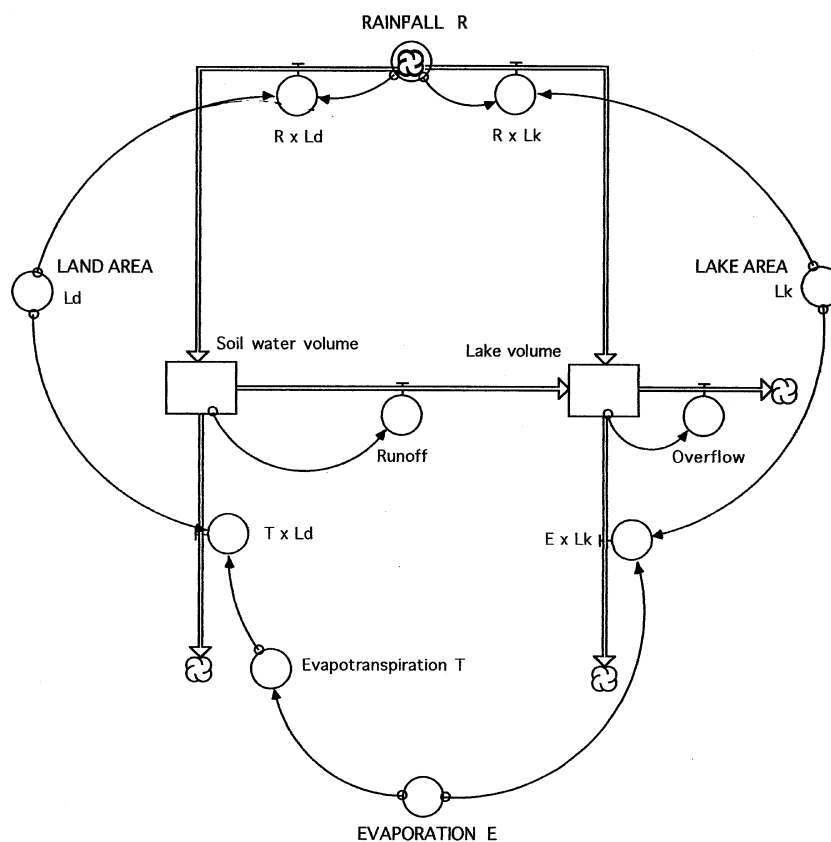 RAINFALL R
R x Ld
R x Lk
LAND AREA
Ld
LAKE AREA
Lk
Soil water volume
Lake volume
Runoff
Overflow
T x Ld
E x Lk
Evapotranspiration T
EVAPORATION E